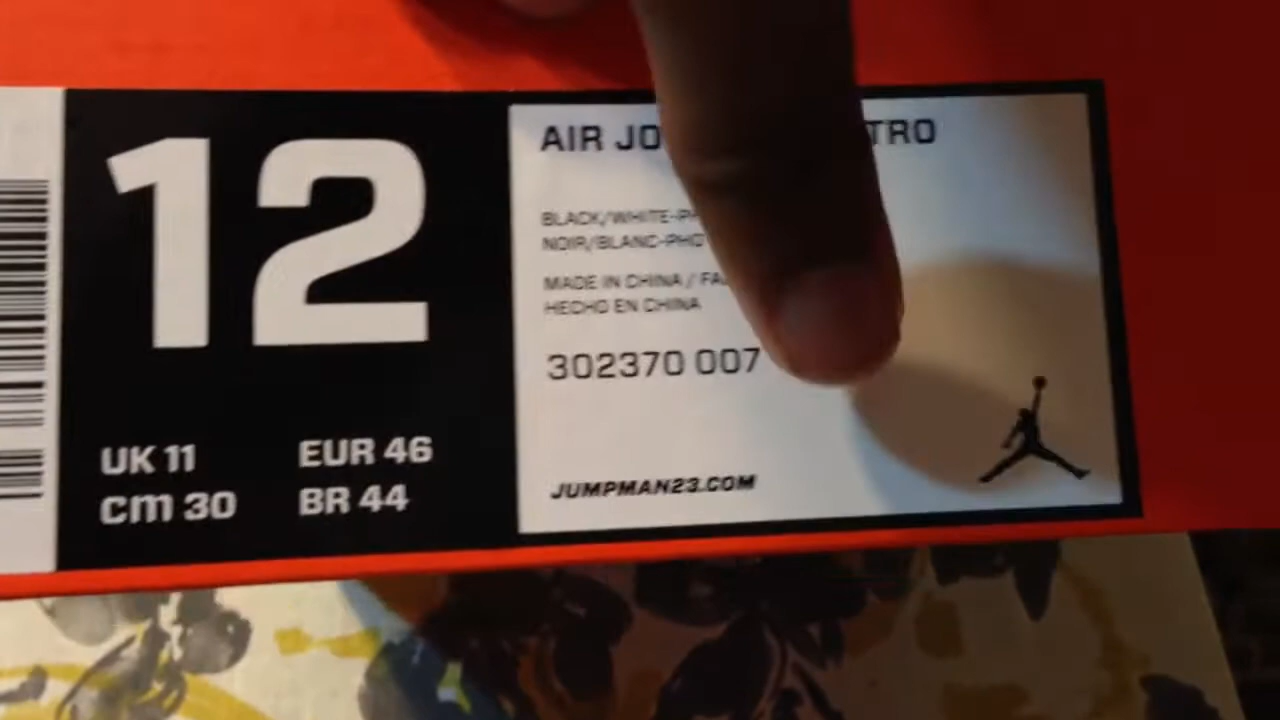 12
UK 11 EUR 46
cm 30 BR 44
AIR JO TRO
BLACK/WHITE-PH
NOIR/BLANC-PHO
MADE IN CHINA / FA
HECHO EN CHINA
302370 007
JUMPMAN23.COM